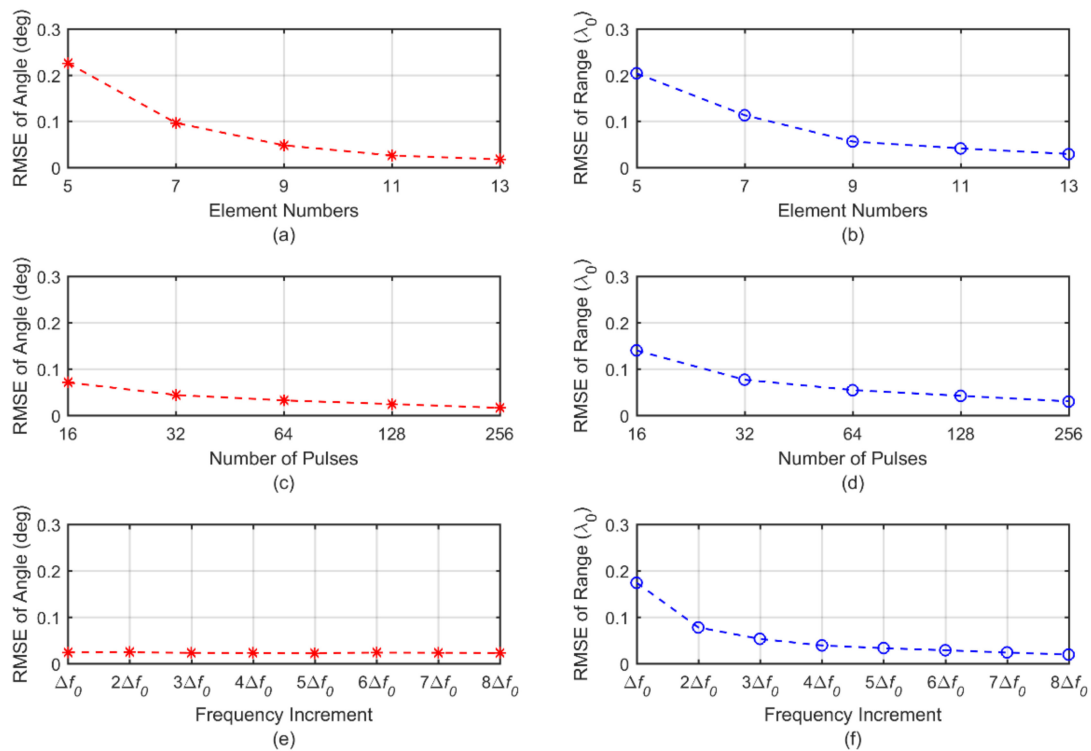 RMSE of Angle (deg)
0.3
0.2
0.1
0
5 7 9 11 13
Element Numbers
(a)
RMSE of Range (λ0)
0.3
0.2
0.1
0
5 7 9 11 13
Element Numbers
(b)
RMSE of Angle (deg)
0.3
0.2
0.1
0
16 32 64 128 256
Number of Pulses
(c)
RMSE of Range (λ0)
0.3
0.2
0.1
0
16 32 64 128 256
Number of Pulses
(d)
RMSE of Angle (deg)
0.3
0.2
0.1
0
Δf0 2Δf0 3Δf0 4Δf0 5Δf0 6Δf0 7Δf0 8Δf0
Frequency Increment
(e)
RMSE of Range (λ0)
0.3
0.2
0.1
0
Δf0 2Δf0 3Δf0 4Δf0 5Δf0 6Δf0 7Δf0 8Δf0
Frequency Increment
(f)